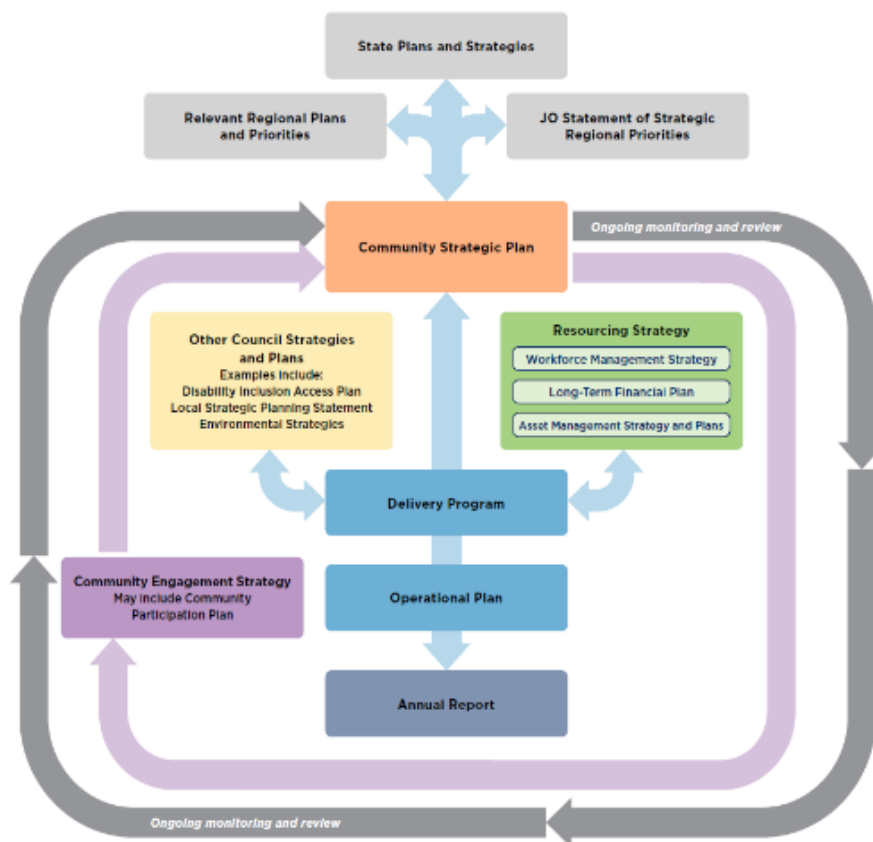 State Plans and Strategies
Relevant Regional Plans
and Priorities
JO Statement of Strategic
Regional Priorities
Community Strategic Plan
Ongoing monitoring and review
Other Council Strategies
and Plans
Examples Include:
Disability Inclusion Access Plan
Local Strategic Planning Statement
Environmental Strategies
Resourcing Strategy
Workforce Management Strategy
Long-Term Financial Plan
Asset Management Strategy and Plans
Delivery Program
Community Engagement Strategy
May Include Community
Participation Plan
Operational Plan
Annual Report
Ongoing monitoring and review